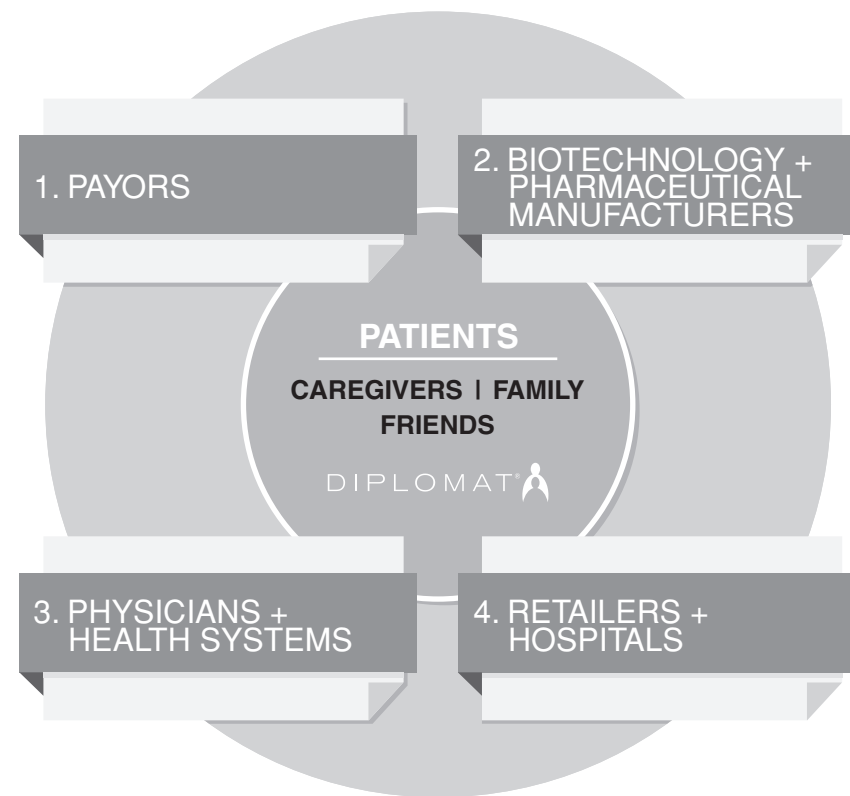 1. PAYORS
2. BIOTECHNOLOGY +
PHARMACEUTICAL
MANUFACTURERS
PATIENTS
CAREGIVERS | FAMILY
FRIENDS
DIPLOMAT®
3. PHYSICIANS +
HEALTH SYSTEMS
4. RETAILERS +
HOSPITALS